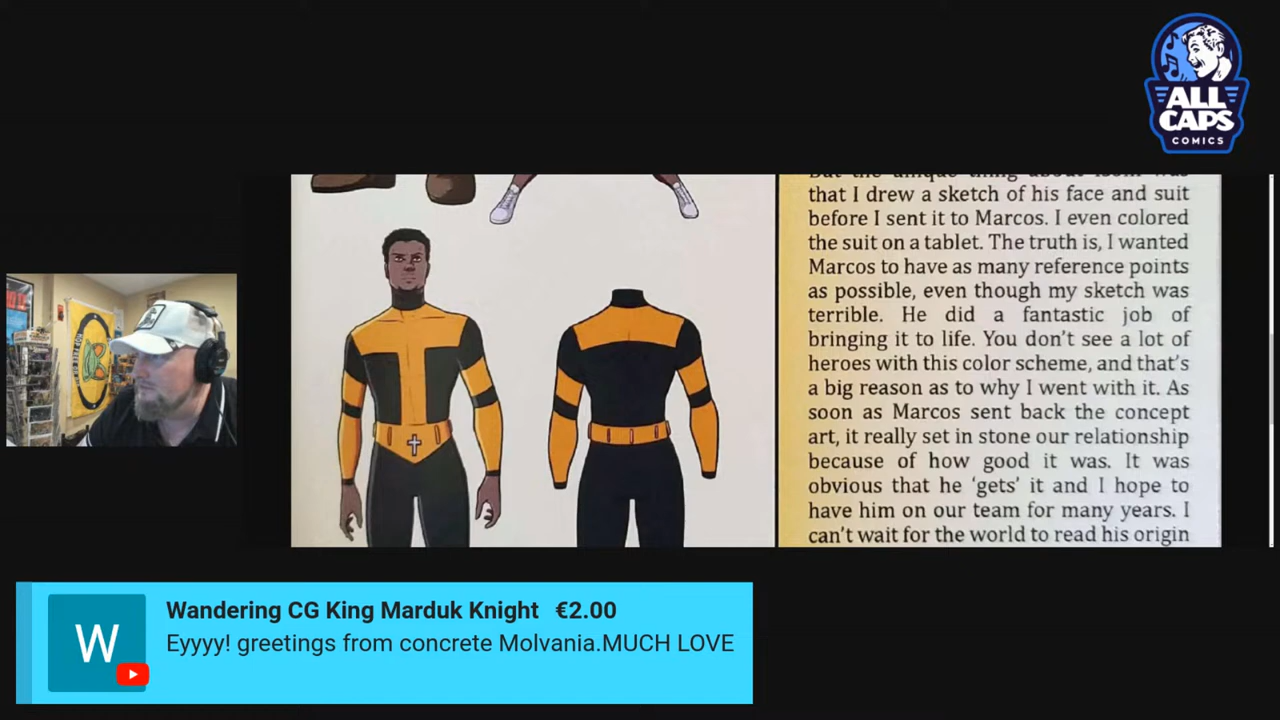 ALL
CAPS
COMICS
But the unique thing about Isom was
that I drew a sketch of his face and suit
before I sent it to Marcos. I even colored
the suit on a tablet. The truth is, I wanted
Marcos to have as many reference points
as possible, even though my sketch was
terrible. He did a fantastic job of
bringing it to life. You don't see a lot of
heroes with this color scheme, and that's
a big reason as to why I went with it. As
soon as Marcos sent back the concept
art, it really set in stone our relationship
because of how good it was. It was
obvious that he 'gets' it and I hope to
have him on our team for many years. I
can't wait for the world to read his origin
W
Wandering CG King Marduk Knight €2.00
Eyyyy! greetings from concrete Molvania.MUCH LOVE